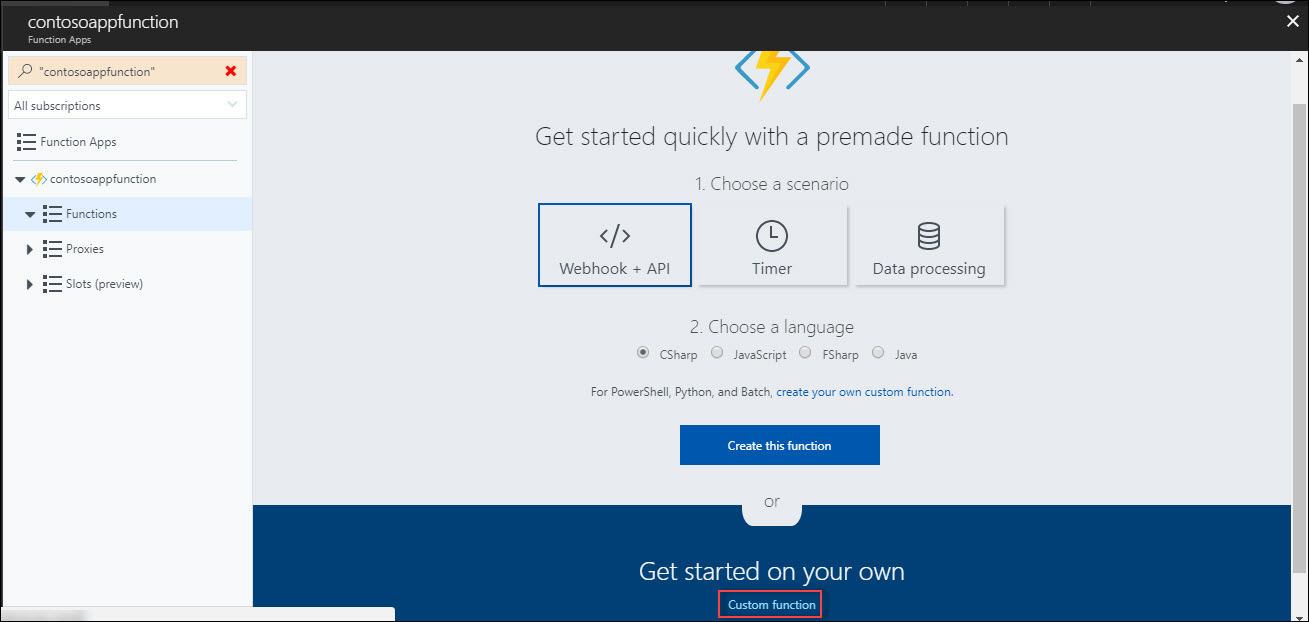 contosoappfunction
Function Apps
"contosoappfunction"
All subscriptions
Function Apps
contosoappfunction
Functions
Proxies
Slots (preview)
Get started quickly with a premade function
1. Choose a scenario
Webhook + API
Timer
Data processing
2. Choose a language
CSharp JavaScript FSharp Java
For PowerShell, Python, and Batch, create your own custom function.
Create this function
or
Get started on your own
Custom function